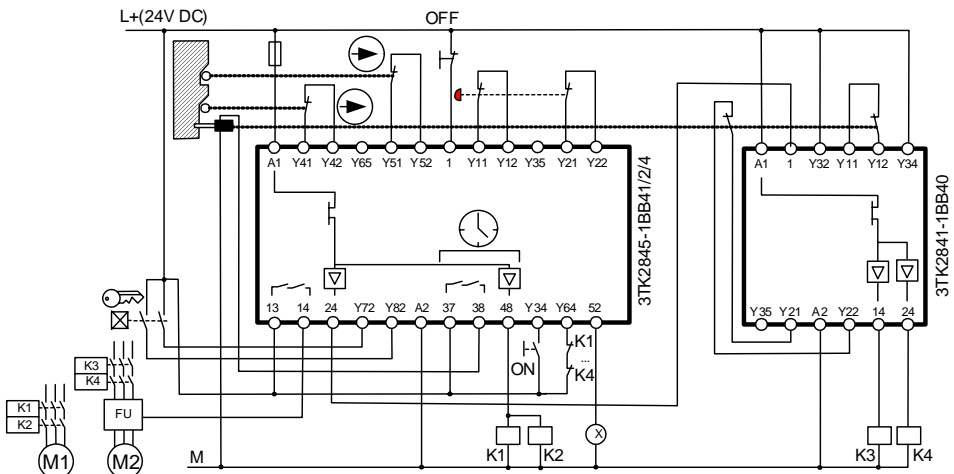 L+(24V DC)
OFF
A1 Y41 Y42 Y65 Y51 Y52 1 Y11 Y12 Y35 Y21 Y22
A1 1 Y32 Y11 Y12 Y34
3TK2845-1BB41/2/4
3TK2841-1BB40
13 14 24 Y72 Y82 A2 37 38 48 Y34 Y64 52
Y35 Y21 A2 Y22 14 24
K1
...
K4
ON
K3
K4
K1
K2
FU
X
M1
M2
M
K1
K2
K3
K4